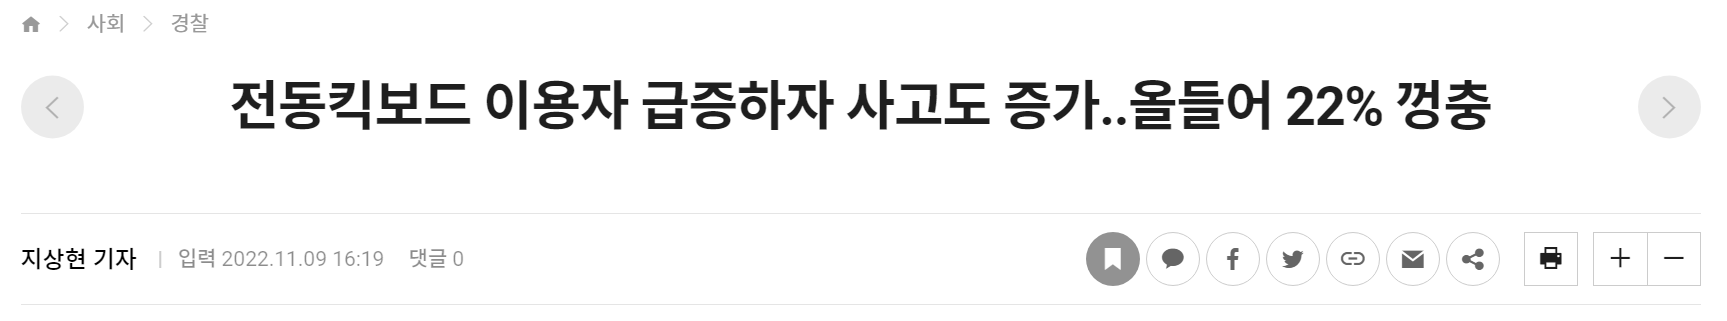 사회 경찰
전동킥보드 이용자 급증하자 사고도 증가..올들어 22% 껑충
지상현 기자 | 입력 2022.11.09 16:19 댓글 0